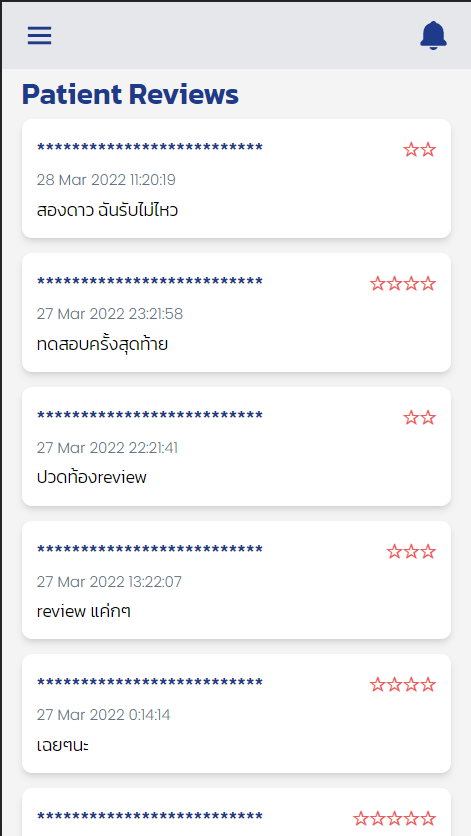 Patient Reviews
************************** ☆☆
28 Mar 2022 11:20:19
สองดาว ฉันรับไม่ไหว
************************** ☆☆☆☆
27 Mar 2022 23:21:58
ทดสอบครั้งสุดท้าย
************************** ☆☆
27 Mar 2022 22:21:41
ปวดท้องreview
************************** ☆☆☆
27 Mar 2022 13:22:07
review แค่กๆ
************************** ☆☆☆☆
27 Mar 2022 0:14:14
เฉยๆนะ
************************** ☆☆☆☆☆